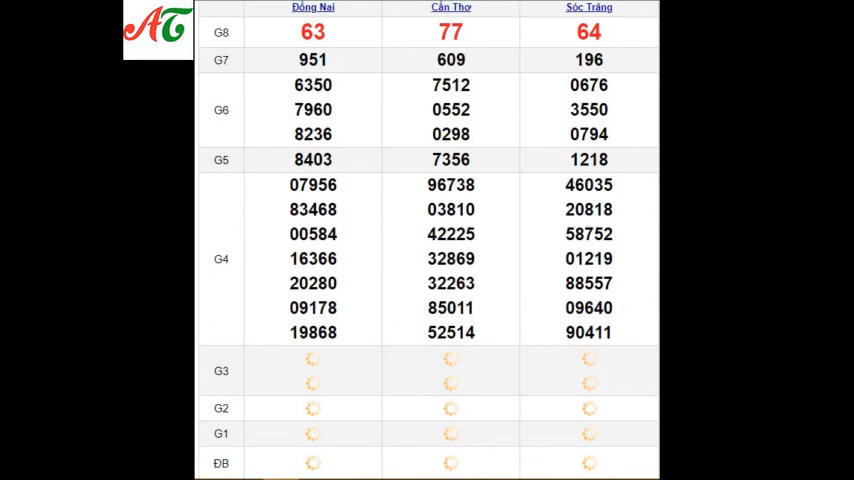 AT
Đồng Nai Cần Thơ Sóc Trăng
G8 63 77 64
G7 951 609 196
6350 7512 0676
G6 7960 0552 3550
8236 0298 0794
G5 8403 7356 1218
07956 96738 46035
83468 03810 20818
00584 42225 58752
G4 16366 32869 01219
20280 32263 88557
09178 85011 09640
19868 52514 90411
G3
G2
G1
ĐB